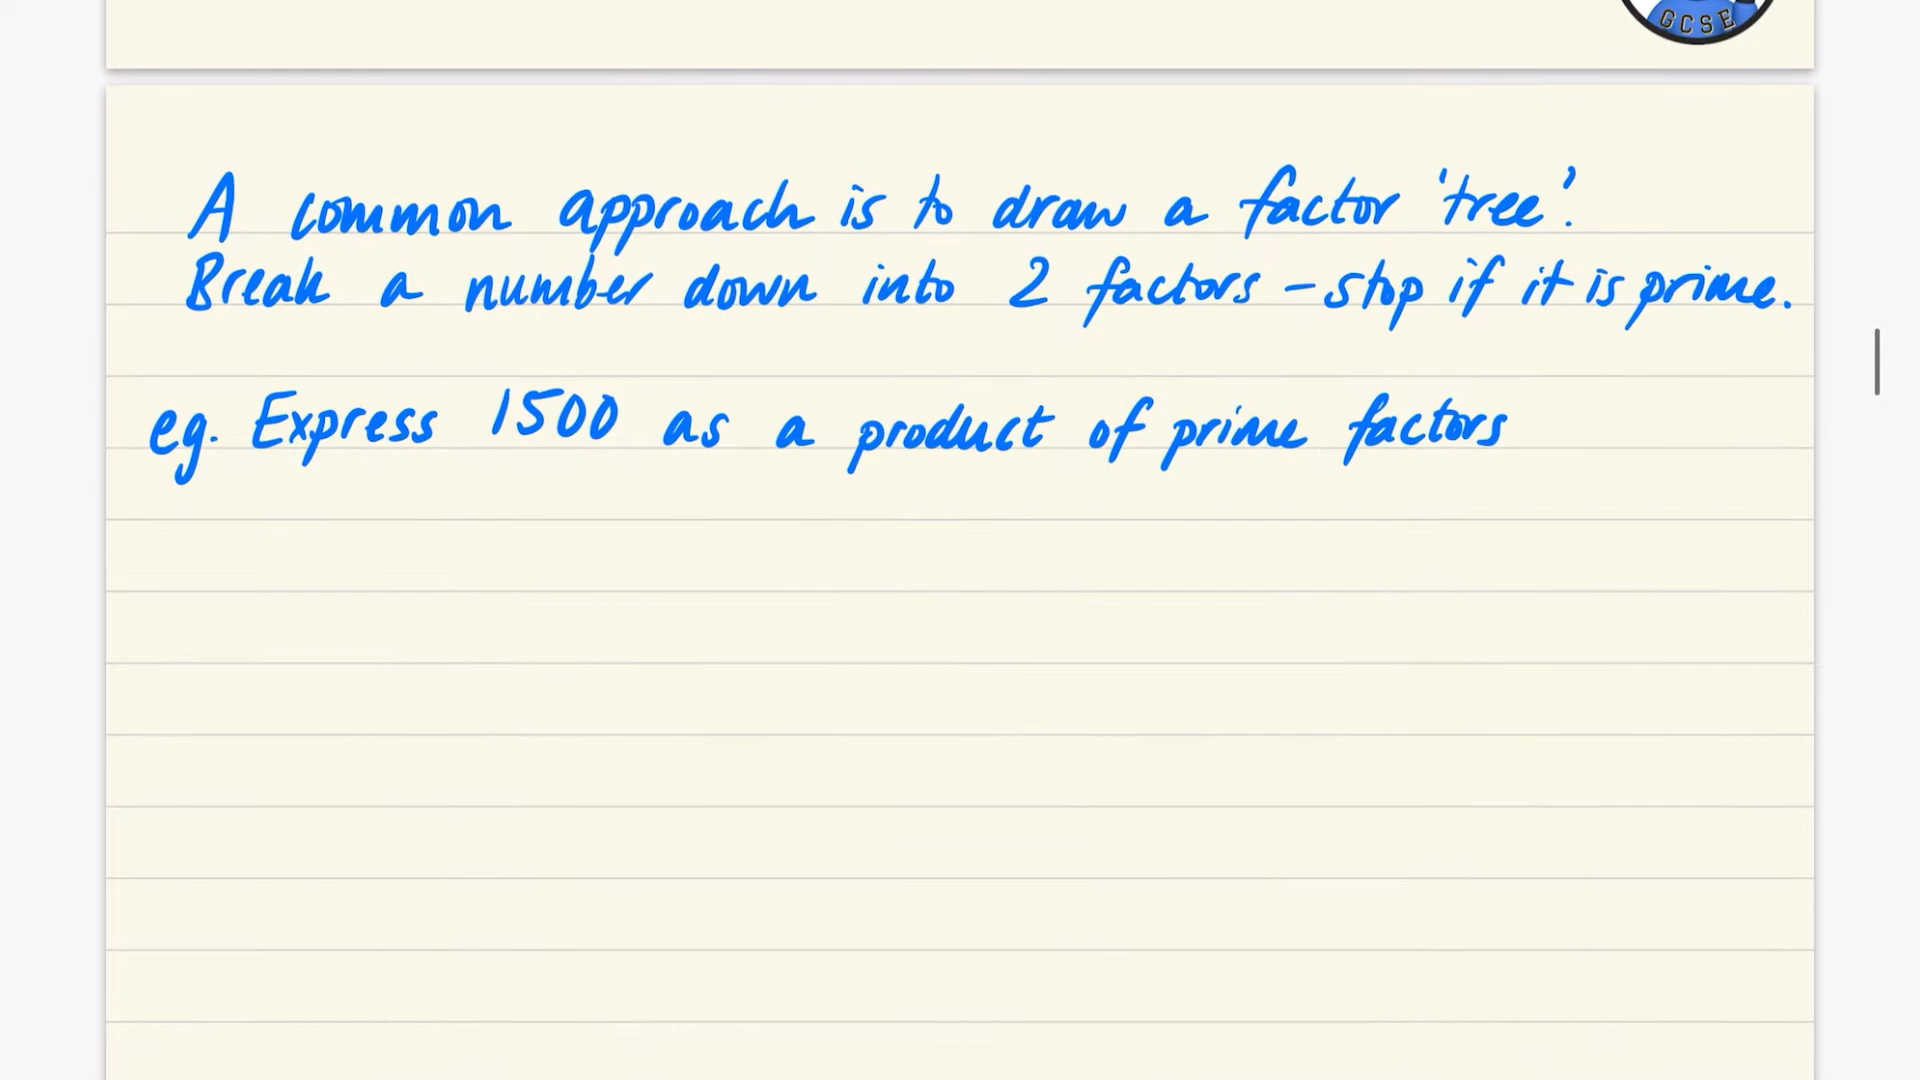 GCSE
A common approach is to draw a factor 'tree'.
Break a number down into 2 factors - stop if it is prime.
eg. Express 1500 as a product of prime factors